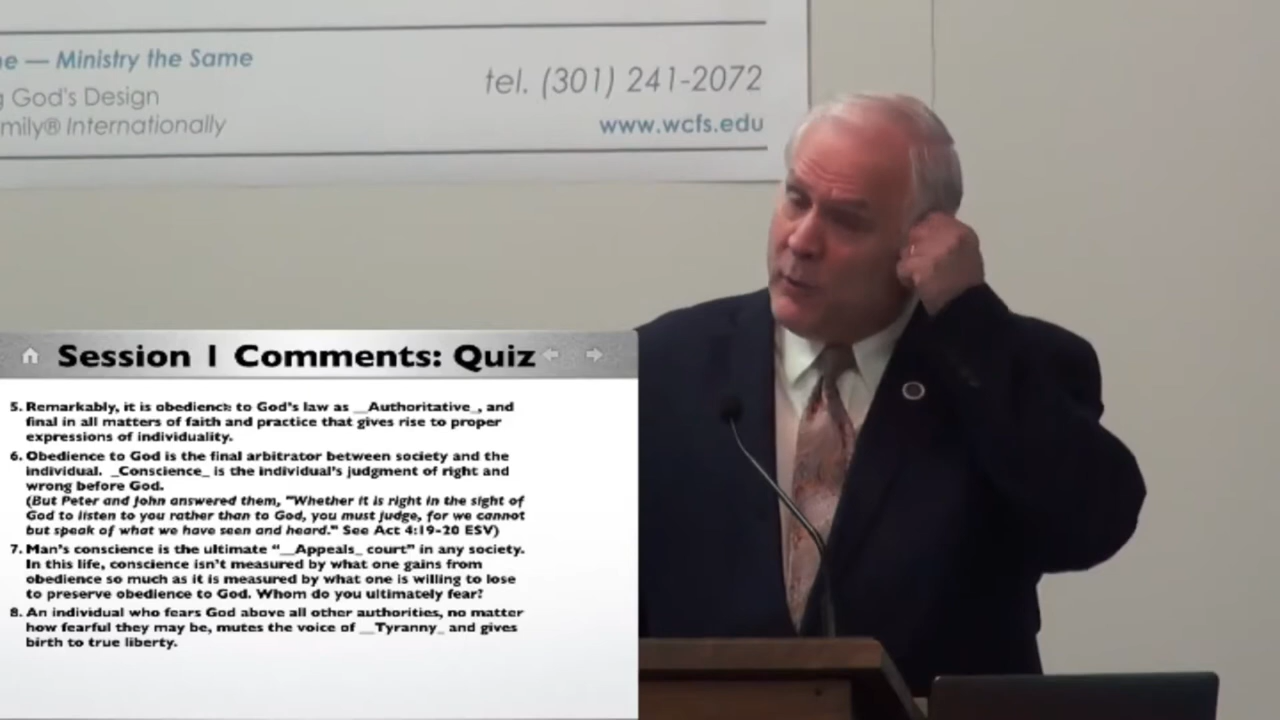 e — Ministry the Same
g God's Design
mily® Internationally
tel. (301) 241-2072
www.wcfs.edu
Session 1 Comments: Quiz
5. Remarkably, it is obedience to God's law as __Authoritative_, and
final in all matters of faith and practice that gives rise to proper
expressions of individuality.
6. Obedience to God is the final arbitrator between society and the
individual. _Conscience_ is the individual's judgment of right and
wrong before God.
(But Peter and John answered them, "Whether it is right in the sight of
God to listen to you rather than to God, you must judge, for we cannot
but speak of what we have seen and heard." See Act 4:19-20 ESV)
7. Man's conscience is the ultimate "__Appeals_ court" in any society.
In this life, conscience isn't measured by what one gains from
obedience so much as it is measured by what one is willing to lose
to preserve obedience to God. Whom do you ultimately fear?
8. An individual who fears God above all other authorities, no matter
how fearful they may be, mutes the voice of __Tyranny_ and gives
birth to true liberty.